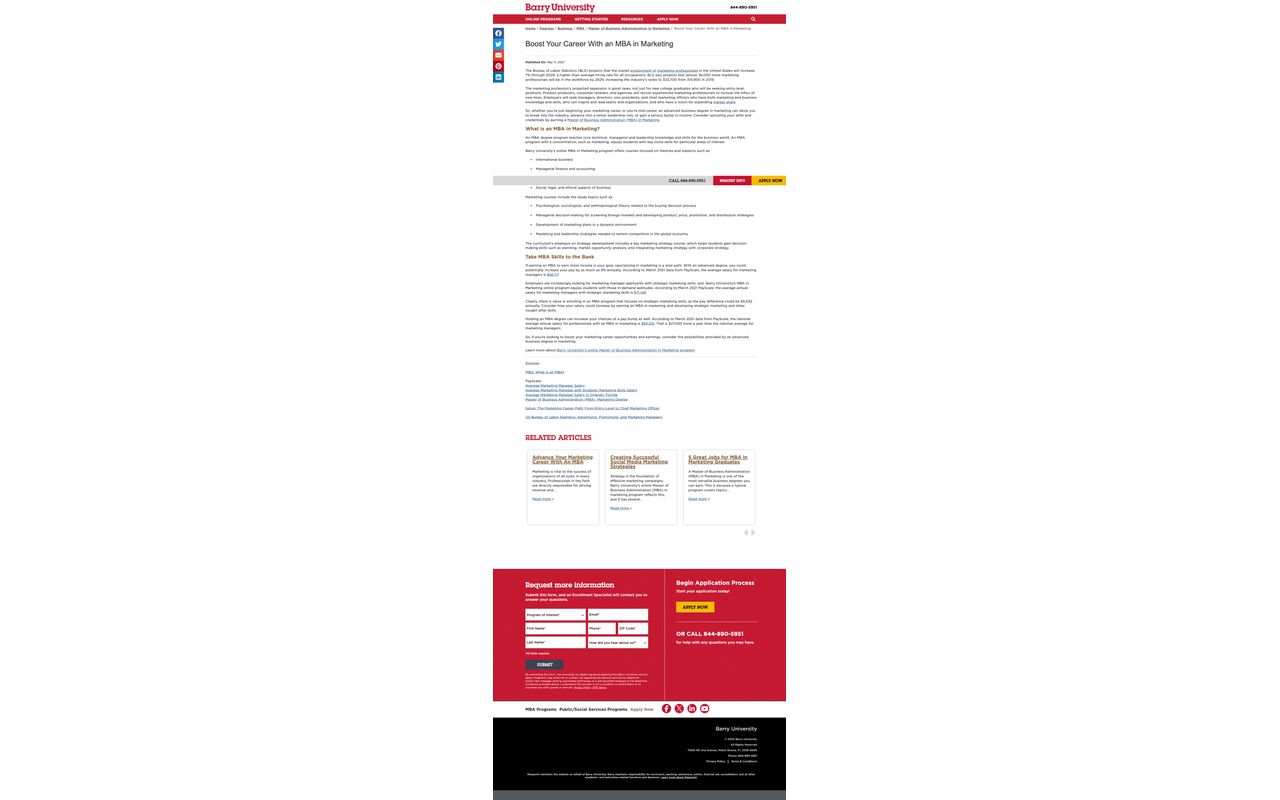 Barry University
844-890-5951
ONLINE PROGRAMS GETTING STARTED RESOURCES APPLY NOW
Home / Degrees / Business / MBA / Master of Business Administration in Marketing / Boost Your Career With an MBA in Marketing
Boost Your Career With an MBA in Marketing
Published On: May 17, 2021
The Bureau of Labor Statistics (BLS) projects that the overall employment of marketing professionals in the United States will increase
7% through 2029, a higher-than-average hiring rate for all occupations. BLS also projects that almost 38,000 more marketing
professionals will be in the workforce by 2029, increasing the industry's ranks to 333,700 from 314,900 in 2019.
The marketing profession's projected expansion is good news, not just for new college graduates who will be seeking entry-level
positions. Product producers, consumer retailers, and agencies will recruit experienced marketing professionals to nurture the influx of
new hires. Employers will seek managers, directors, vice presidents, and chief marketing officers who have both marketing and business
knowledge and skills, who can inspire and lead teams and organizations, and who have a vision for expanding market share.
So, whether you're just beginning your marketing career or you're mid-career, an advanced business degree in marketing can allow you
to break into the industry, advance into a senior leadership role, or gain a serious bump in income. Consider upscaling your skills and
credentials by earning a Master of Business Administration (MBA) in Marketing.
What Is an MBA in Marketing?
An MBA degree program teaches core technical, managerial and leadership knowledge and skills for the business world. An MBA
program with a concentration, such as marketing, equips students with key niche skills for particular areas of interest.
Barry University's online MBA in Marketing program offers courses focused on theories and subjects such as:
• International business
• Managerial finance and accounting
CALL 844-890-5951 REQUEST INFO APPLY NOW
• Social, legal, and ethical aspects of business
Marketing courses include the study topics such as:
• Psychological, sociological, and anthropological theory related to the buying decision process
• Managerial decision-making for screening foreign markets and developing product, price, promotion, and distribution strategies
• Development of marketing plans in a dynamic environment
• Marketing and leadership strategies needed to remain competitive in the global economy
The curriculum's emphasis on strategy development includes a key marketing strategy course, which helps students gain decision-
making skills such as planning, market opportunity analysis, and integrating marketing strategy with corporate strategy.
Take MBA Skills to the Bank
If earning an MBA to earn more income is your goal, specializing in marketing is a wise path. With an advanced degree, you could
potentially increase your pay by as much as 8% annually. According to March 2021 data from PayScale, the average salary for marketing
managers is
Employers are increasingly looking for marketing manager applicants with strategic marketing skills, and Barry University's MBA in
Marketing online program equips students with those in-demand aptitudes. According to March 2021 PayScale, the average annual
salary for marketing managers with strategic marketing skills is
Clearly, there is value in enrolling in an MBA program that focuses on strategic marketing skills, as the pay difference could be $5,032
annually. Consider how your salary could increase by earning an MBA in marketing and developing strategic marketing and other
sought-after skills.
Holding an MBA degree can increase your chances of a pay bump as well. According to March 2021 data from PayScale, the national
average annual salary for professionals with an MBA in marketing is That is $27,093 more a year than the national average for
marketing managers.
So, if you're looking to boost your marketing career opportunities and earnings, consider the possibilities provided by an advanced
business degree in marketing.
Learn more about Barry University's online Master of Business Administration in Marketing program
Sources:
MBA: What is an MBA?
PayScale:
Average Marketing Manager Salary
Average Marketing Manager with Strategic Marketing Skills Salary
Average Marketing Manager Salary in Orlando, Florida
Master of Business Administration (MBA), Marketing Degree
Setup: The Marketing Career Path: From Entry-Level to Chief Marketing Officer
US Bureau of Labor Statistics: Advertising, Promotions, and Marketing Managers
RELATED ARTICLES
Advance Your Marketing
Career With An MBA
Marketing is vital to the success of
organizations of all sizes, in every
industry. Professionals in the field
are directly responsible for driving
revenue and...
Read more »
Creating Successful
Social Media Marketing
Strategies
Strategy is the foundation of
effective marketing campaigns.
Barry University's online Master of
Business Administration (MBA) in
marketing program reflects this,
and it has several...
Read more »
5 Great Jobs for MBA in
Marketing Graduates
A Master of Business Administration
(MBA) in Marketing is one of the
most versatile business degrees you
can earn. This is because a typical
program covers topics...
Read more »
Request more information
Submit this form, and an Enrollment Specialist will contact you to
answer your questions.
Program of Interest* Email*
First Name* Phone* ZIP Code*
Last Name* How did you hear about us?*
*All fields required.
SUBMIT
Privacy Policy. SMS Terms.
Begin Application Process
Start your application today!
APPLY NOW
OR CALL 844-890-5951
for help with any questions you may have.
MBA Programs Public/Social Services Programs Apply Now
Barry University
© 2024 Barry University
All Rights Reserved
11300 NE 2nd Avenue, Miami Shores, FL 33161-6695
Phone: 844-890-5951
Privacy Policy | Terms & Conditions
Risepoint maintains this website on behalf of Barry University. Barry maintains responsibility for curriculum, teaching, admissions, tuition, financial aid, accreditation, and all other
academic- and instruction-related functions and decisions. Learn more about Risepoint.